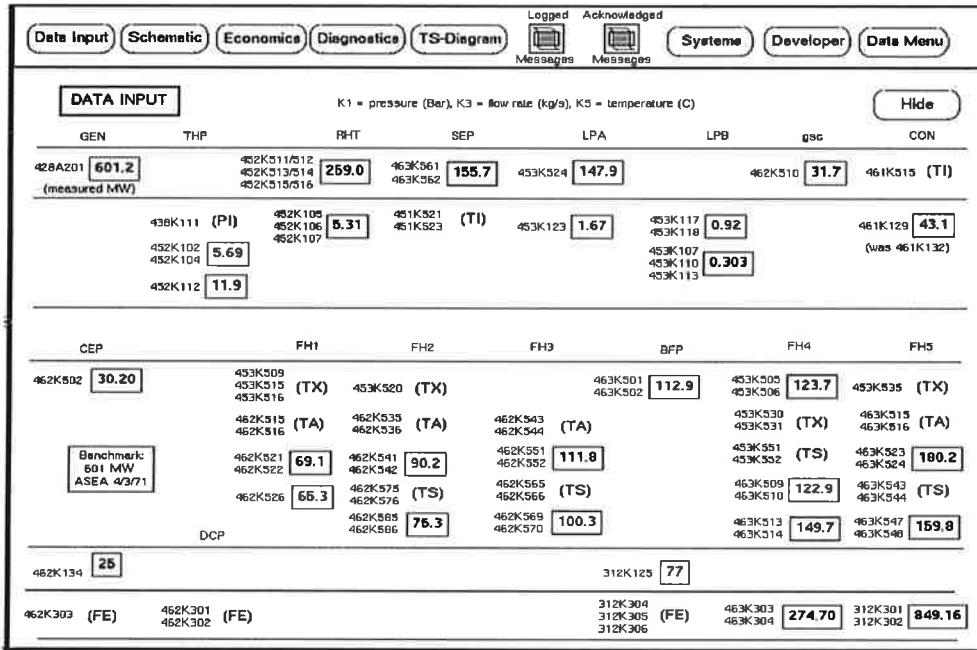 Logged Acknowledged
Data Input Schematic Economics Diagnostics TS-Diagram Systems Developer Data Menu
Messages Messages
DATA INPUT
K1 = pressure (Bar), K3 = flow rate (kg/s), K5 = temperature (C)
Hide
GEN THP RHT SEP LPA LPB gsc CON
428A201 601.2
(measured MW)
452K511/512
452K513/514 259.0
452K515/516
463K561
463K562 155.7
453K524 147.9
462K510 31.7
461K515 (TI)
438K111 (PI)
452K102
452K104 5.69
452K112 11.9
452K105
452K106 5.31
452K107
451K521
451K523 (TI)
453K123 1.67
453K117
453K118 0.92
453K107
453K110 0.303
453K113
461K129 43.1
(was 461K132)
CEP FH1 FH2 FH3 BFP FH4 FH5
462K502 30.20
Benchmark:
601 MW
ASEA 4/3/71
453K509
453K515 (TX)
453K516
462K515
462K516 (TA)
462K521
462K522 69.1
462K526 65.3
453K520 (TX)
462K535
462K536 (TA)
462K541
462K542 90.2
462K575
462K576 (TS)
462K585
462K586 75.3
462K543
462K544 (TA)
462K551
462K552 111.8
462K565
462K566 (TS)
462K569
462K570 100.3
463K501
463K502 112.9
453K505
453K506 123.7
453K530
453K531 (TX)
453K551
453K552 (TS)
463K509
463K510 122.9
463K513
463K514 149.7
453K535 (TX)
463K515
463K516 (TA)
463K523
463K524 180.2
463K543
463K544 (TS)
463K547
463K548 159.8
DCP
462K134 25
312K125 77
462K303 (FE)
462K301
462K302 (FE)
312K304
312K305 (FE)
312K306
463K303
463K304 274.70
312K301
312K302 849.16